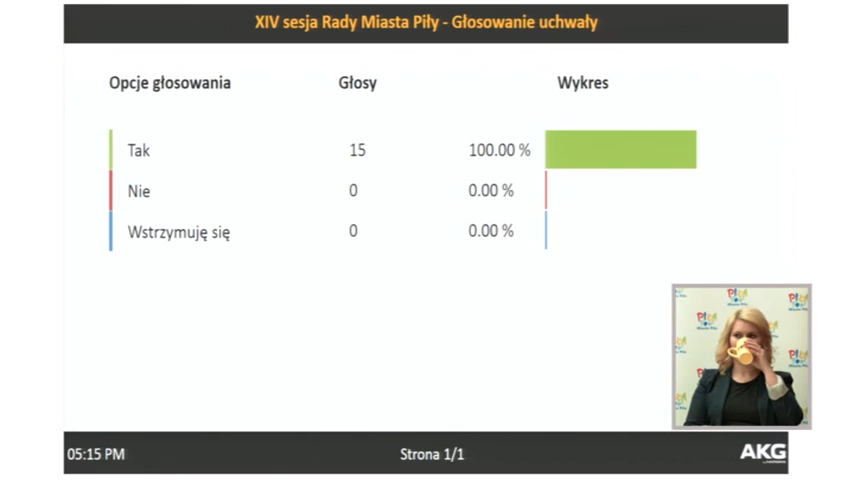 XIV sesja Rady Miasta Piły - Głosowanie uchwały
Opcje głosowania Głosy Wykres
Tak 15 100.00 %
Nie 0 0.00 %
Wstrzymuję się 0 0.00 %
05:15 PM Strona 1/1 AKG